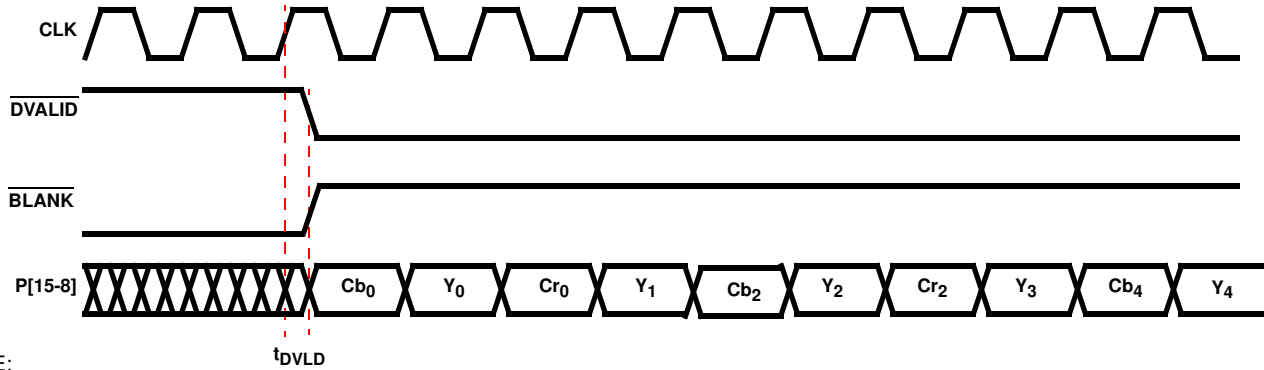 CLK
DVALID
BLANK
P[15-8] Cb0 Y0 Cr0 Y1 Cb2 Y2 Cr2 Y3 Cb4 Y4
tDVLD
E: